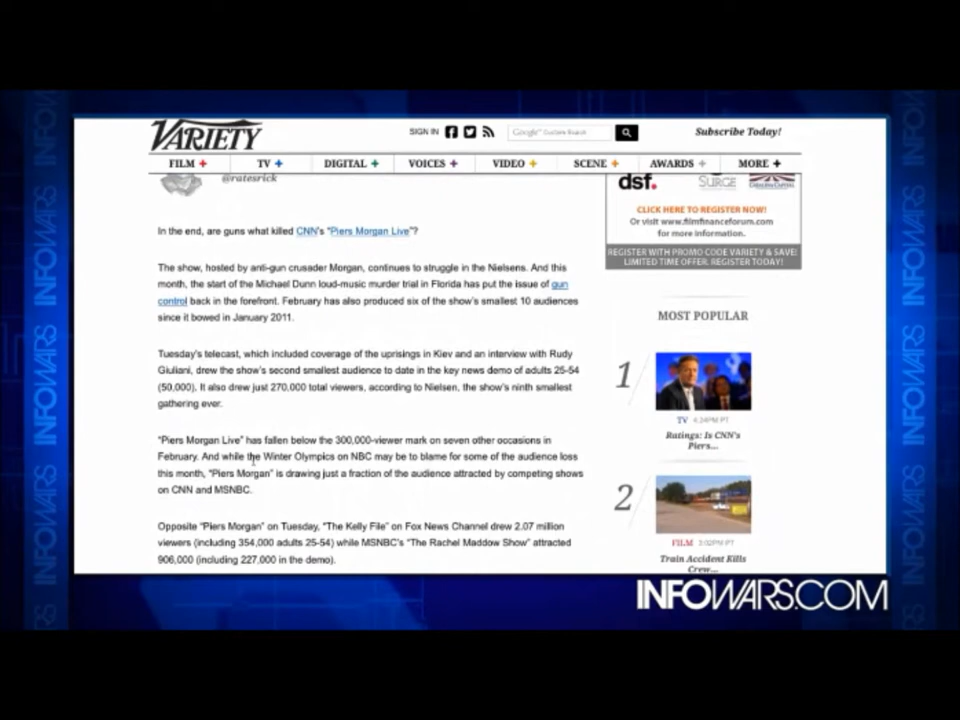 VARIETY
SIGN IN
Google™ Custom Search
Subscribe Today!
FILM + TV + DIGITAL + VOICES + VIDEO + SCENE + AWARDS + MORE +
@ratesrick
dsf. SURGE
CLICK HERE TO REGISTER NOW!
Or visit www.filmfinanceforum.com
for more information.
REGISTER WITH PROMO CODE VARIETY & SAVE!
LIMITED TIME OFFER. REGISTER TODAY!
In the end, are guns what killed CNN's "Piers Morgan Live"?
The show, hosted by anti-gun crusader Morgan, continues to struggle in the Nielsens. And this
month, the start of the Michael Dunn loud-music murder trial in Florida has put the issue of gun
control back in the forefront. February has also produced six of the show's smallest 10 audiences
since it bowed in January 2011.
Tuesday's telecast, which included coverage of the uprisings in Kiev and an interview with Rudy
Giuliani, drew the show's second smallest audience to date in the key news demo of adults 25-54
(50,000). It also drew just 270,000 total viewers, according to Nielsen, the show's ninth smallest
gathering ever.
"Piers Morgan Live" has fallen below the 300,000-viewer mark on seven other occasions in
February. And while the Winter Olympics on NBC may be to blame for some of the audience loss
this month, "Piers Morgan" is drawing just a fraction of the audience attracted by competing shows
on CNN and MSNBC.
Opposite "Piers Morgan" on Tuesday, "The Kelly File" on Fox News Channel drew 2.07 million
viewers (including 354,000 adults 25-54) while MSNBC's "The Rachel Maddow Show" attracted
906,000 (including 227,000 in the demo).
MOST POPULAR
1
TV 4:24PM PT
Ratings: Is CNN's
Piers...
2
FILM 3:02PM PT
Train Accident Kills
Crew...
INFOWARS.COM
INFOWARS
INFOWARS